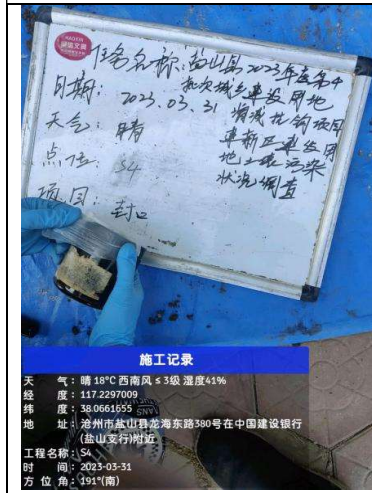 任务名称: 盐山县2023年度第十
日期: 2023.03.31
批次城乡建设用地
增减挂钩项目
天气: 晴
建新区建设用
地土壤污染
点位: S4
状况调查
项目: 封口
施工记录
天 气: 晴 18℃ 西南风 ≤ 3级 湿度41%
经 度: 117.2297009
纬 度: 38.0661655
地 址: 沧州市盐山县龙海东路380号在中国建设银行
(盐山支行)附近
工程名称: S4
时 间: 2023-03-31
方 位 角: 191°(南)